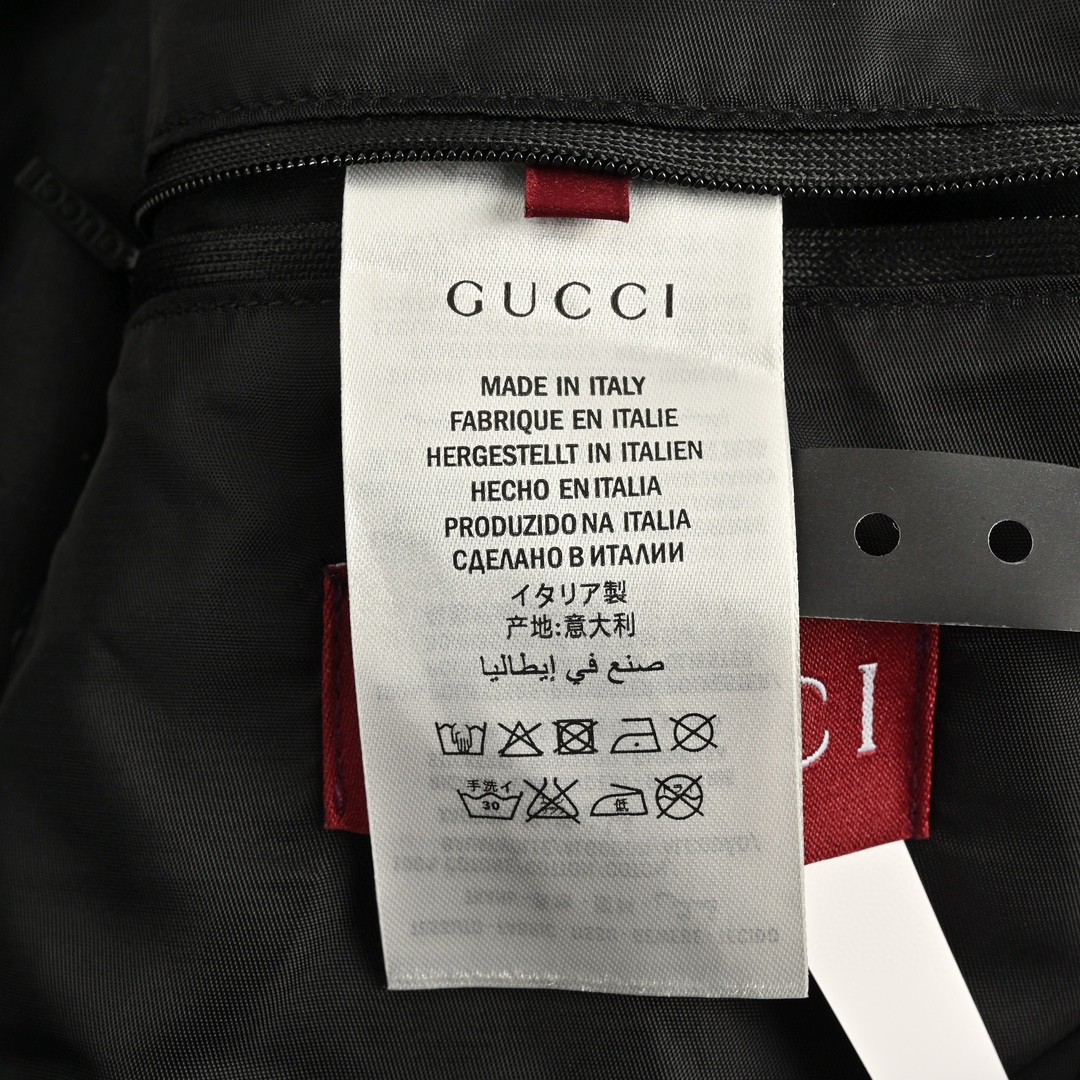 GUCCI
GUCCI
MADE IN ITALY
FABRIQUE EN ITALIE
HERGESTELLT IN ITALIEN
HECHO EN ITALIA
PRODUZIDO NA ITALIA
СДЕЛАНО В ИТАЛИИ
イタリア製
产地:意大利
صنع في إيطاليا
手洗イ
30
低
CI